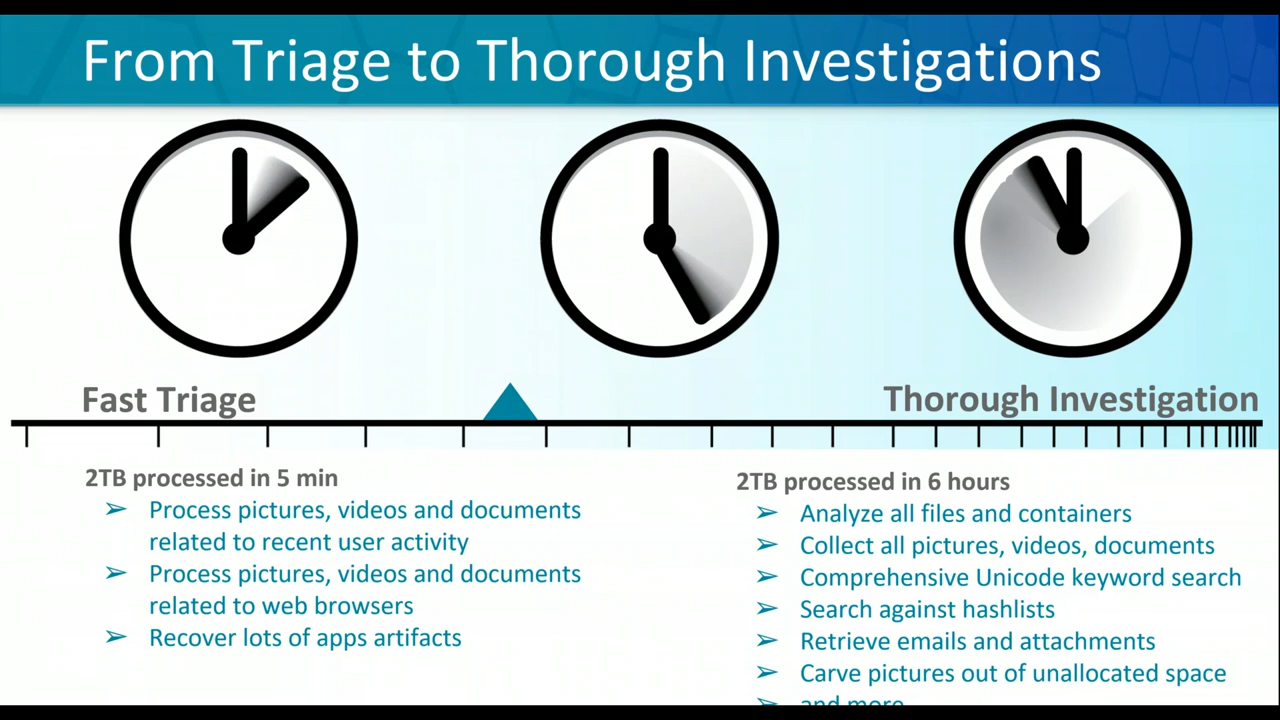 From Triage to Thorough Investigations
Fast Triage
Thorough Investigation
2TB processed in 5 min
➢ Process pictures, videos and documents
related to recent user activity
➢ Process pictures, videos and documents
related to web browsers
➢ Recover lots of apps artifacts
2TB processed in 6 hours
➢ Analyze all files and containers
➢ Collect all pictures, videos, documents
➢ Comprehensive Unicode keyword search
➢ Search against hashlists
➢ Retrieve emails and attachments
➢ Carve pictures out of unallocated space
➢ and more